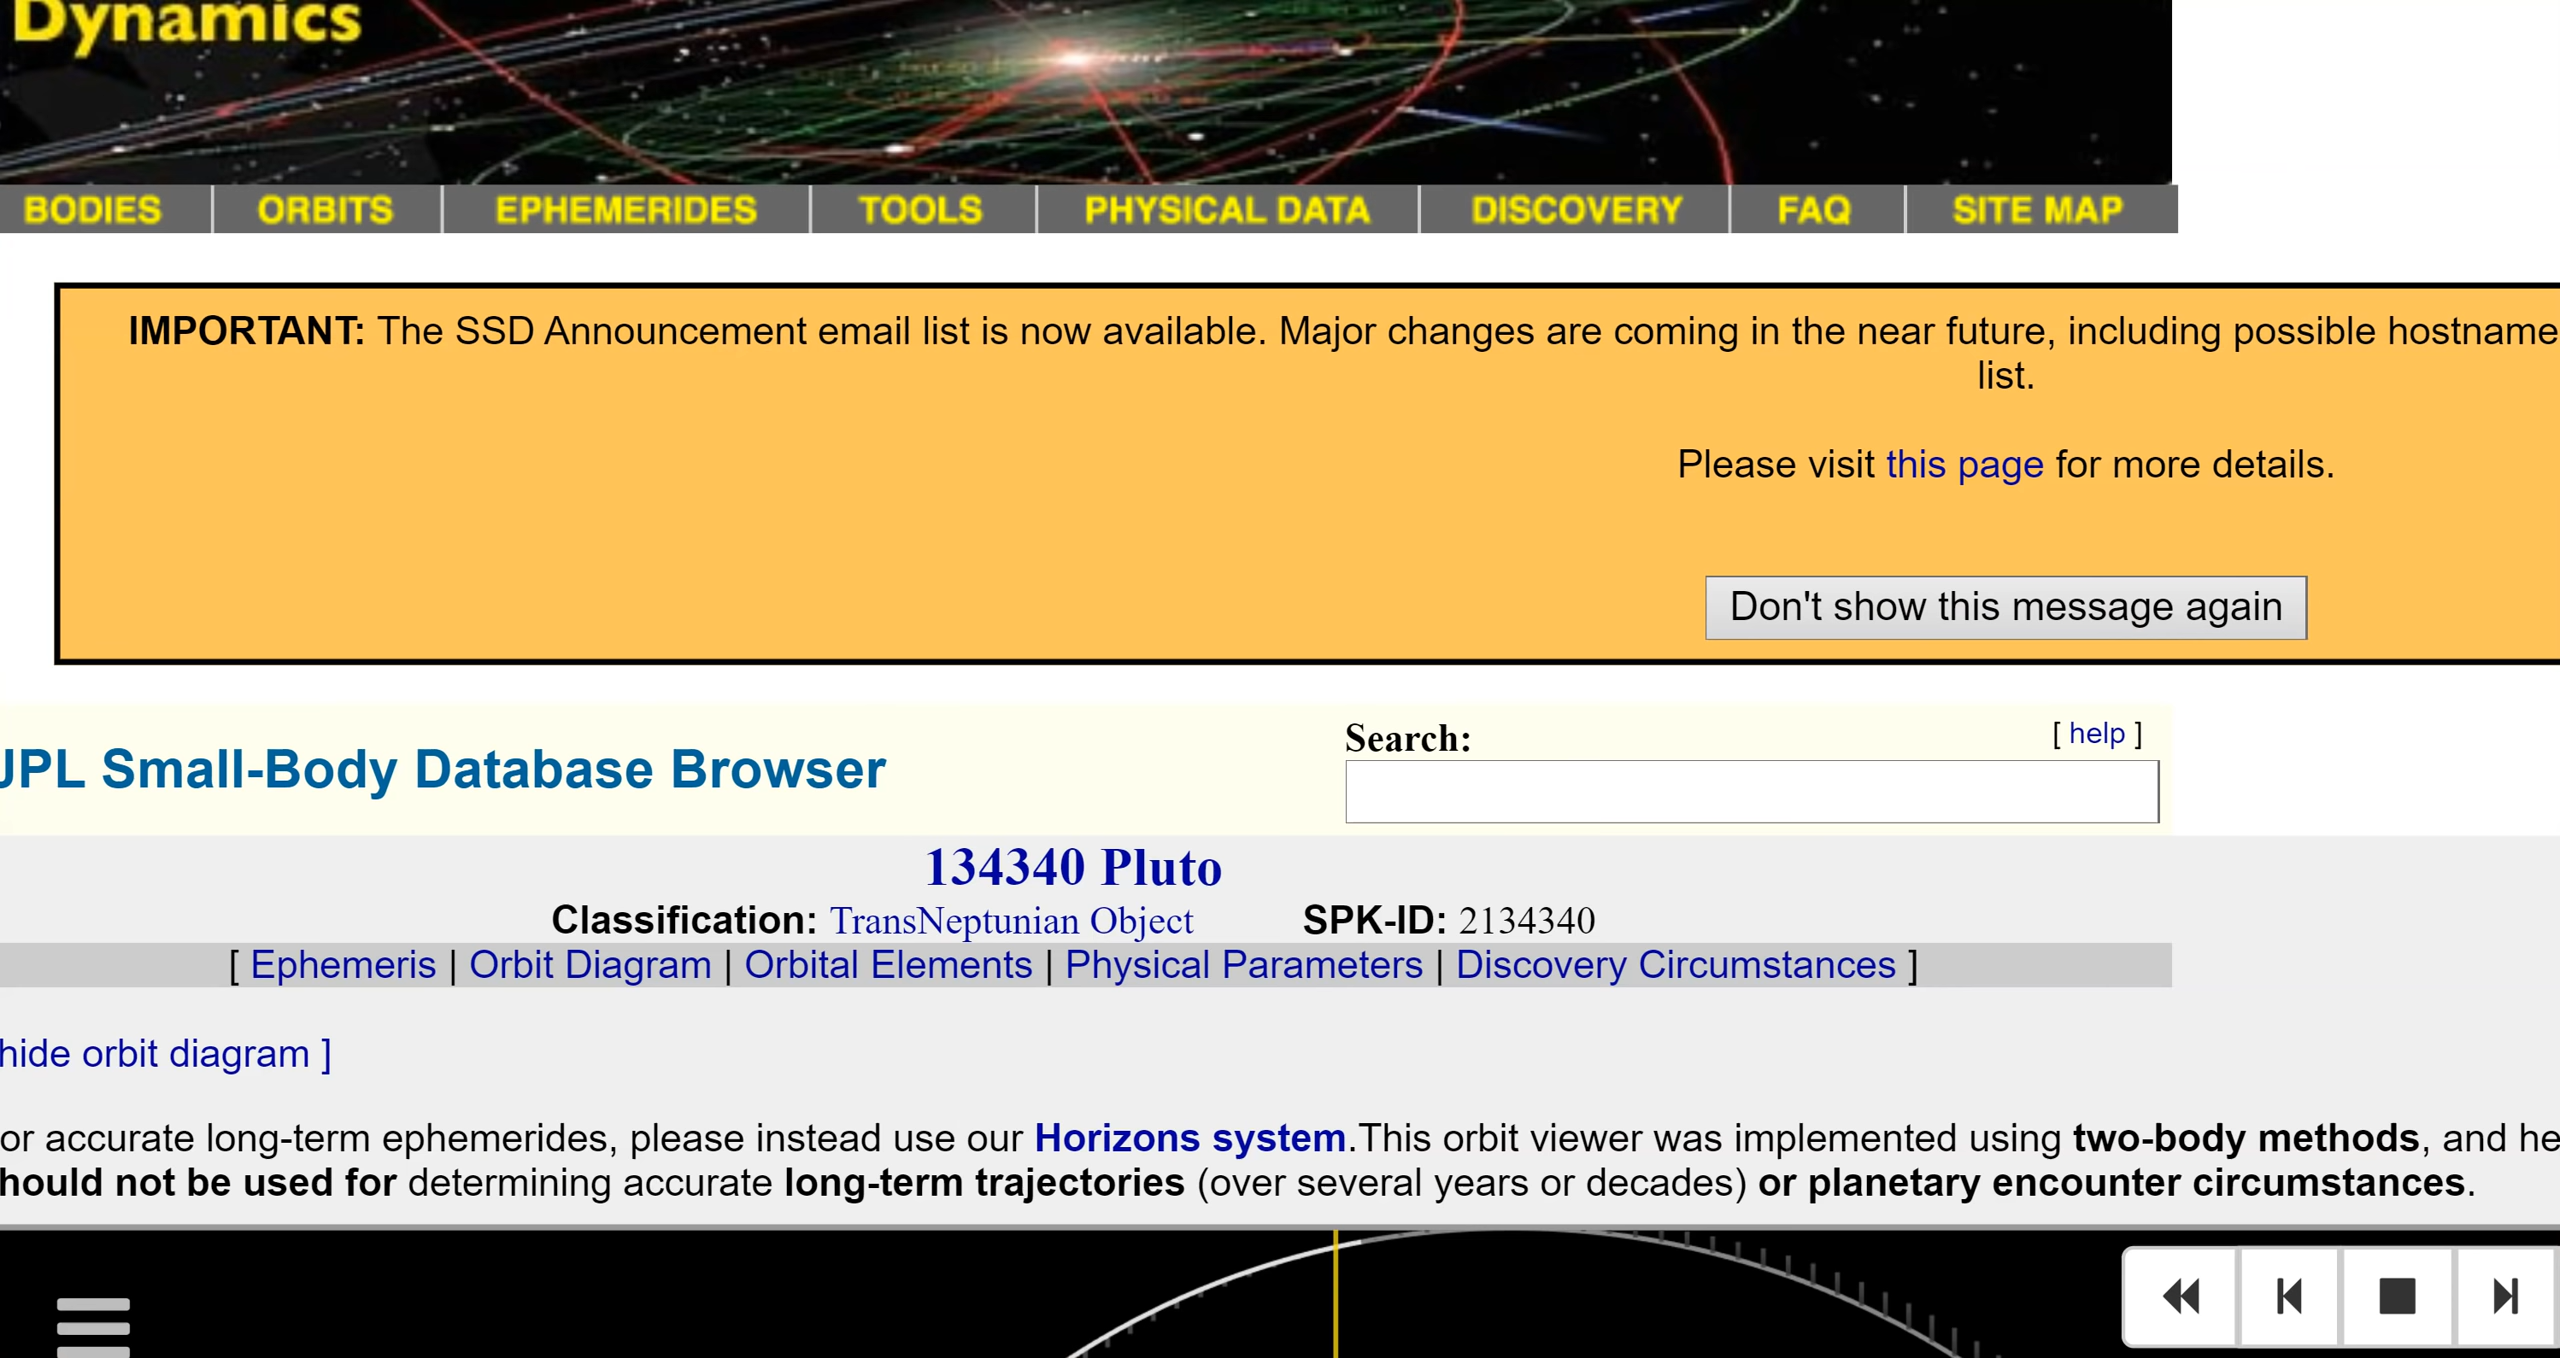 Dynamics
BODIES ORBITS EPHEMERIDES TOOLS PHYSICAL DATA DISCOVERY FAQ SITE MAP
IMPORTANT: The SSD Announcement email list is now available. Major changes are coming in the near future, including possible hostname
list.
Please visit this page for more details.
Don't show this message again
JPL Small-Body Database Browser
Search:
[ help ]
134340 Pluto
Classification: TransNeptunian Object SPK-ID: 2134340
[ Ephemeris | Orbit Diagram | Orbital Elements | Physical Parameters | Discovery Circumstances ]
hide orbit diagram ]
or accurate long-term ephemerides, please instead use our Horizons system.This orbit viewer was implemented using two-body methods, and he
hould not be used for determining accurate long-term trajectories (over several years or decades) or planetary encounter circumstances.